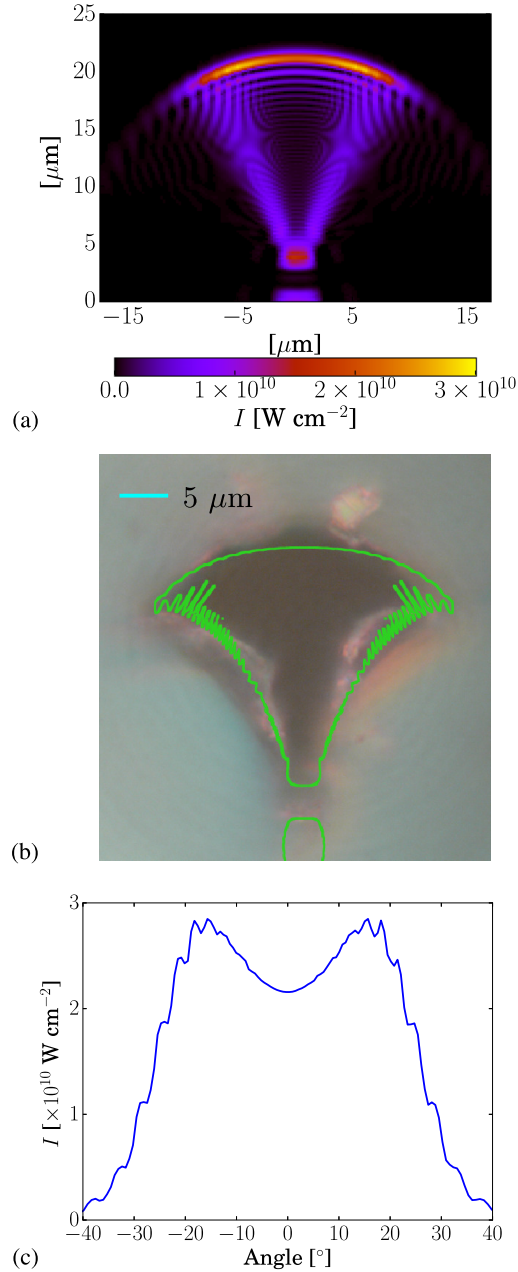 25
20
15
10
5
0
[μm]
−15 −5 5 15
[μm]
0.0 1 × 10^10 2 × 10^10 3 × 10^10
I [W cm^−2]
(a)
5 μm
(b)
3
2
1
0
I [×10^10 W cm^−2]
−40 −30 −20 −10 0 10 20 30 40
Angle [°]
(c)